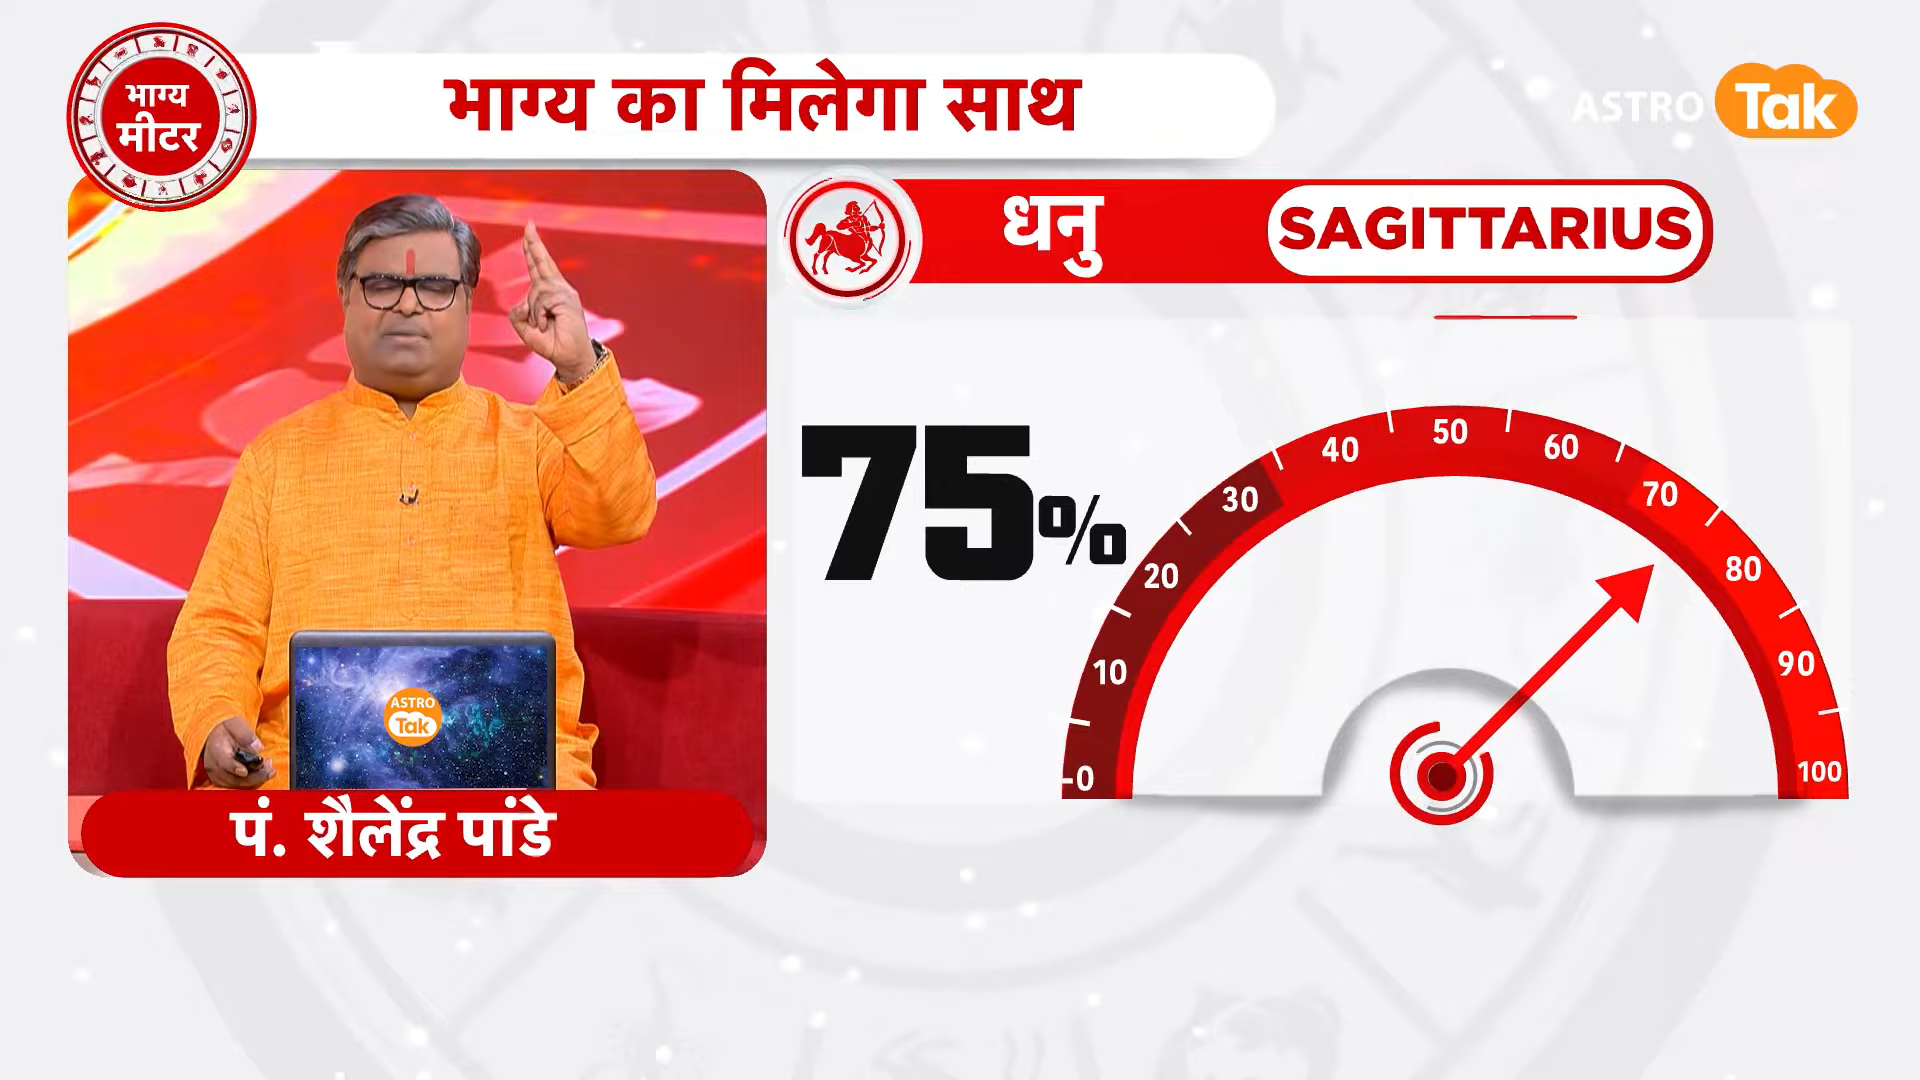 भाग्य
मीटर
भाग्य का मिलेगा साथ
ASTRO Tak
धनु
SAGITTARIUS
75%
0
10
20
30
40
50
60
70
80
90
100
ASTRO
Tak
पं. शैलेंद्र पांडे